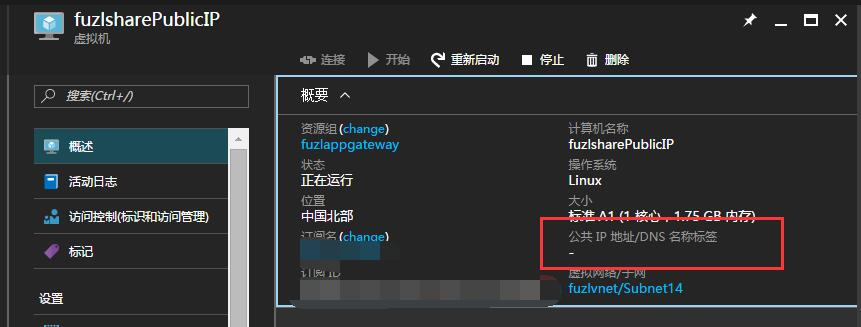 fuzlsharePublicIP
虚拟机
连接 开始 重新启动 停止 删除
搜索(Ctrl+/)
概述
活动日志
访问控制(标识和访问管理)
标记
设置
概要
资源组(change)
fuzlappgateway
状态
正在运行
位置
中国北部
订阅名(change)
订阅 ID
计算机名称
fuzlsharePublicIP
操作系统
Linux
大小
标准 A1 (1 核心，1.75 GB 内存)
公共 IP 地址/DNS 名称标签
-
虚拟网络/子网
fuzlvnet/Subnet14